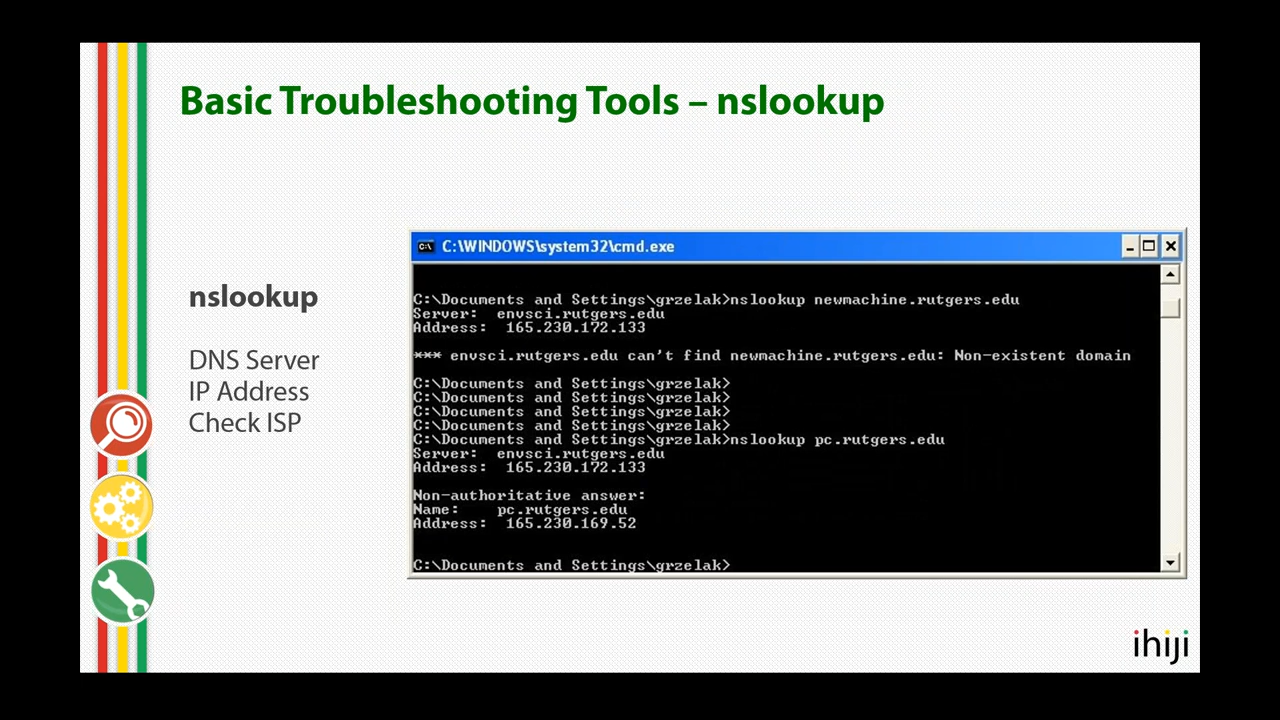 Basic Troubleshooting Tools – nslookup
nslookup
DNS Server
IP Address
Check ISP
C:\ C:\WINDOWS\system32\cmd.exe
C:\Documents and Settings\grzelak>nslookup newmachine.rutgers.edu
Server:  envsci.rutgers.edu
Address:  165.230.172.133
*** envsci.rutgers.edu can't find newmachine.rutgers.edu: Non-existent domain
C:\Documents and Settings\grzelak>
C:\Documents and Settings\grzelak>
C:\Documents and Settings\grzelak>
C:\Documents and Settings\grzelak>
C:\Documents and Settings\grzelak>nslookup pc.rutgers.edu
Server:  envsci.rutgers.edu
Address:  165.230.172.133
Non-authoritative answer:
Name:    pc.rutgers.edu
Address:  165.230.169.52
C:\Documents and Settings\grzelak>
ihiji